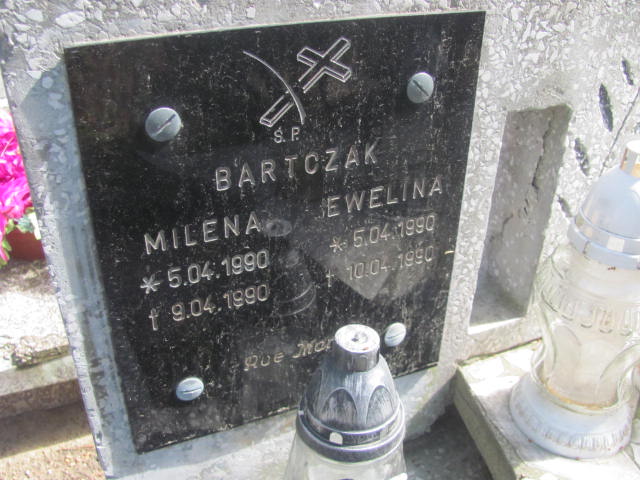 Ś.P.
BARTCZAK
MILENA EWELINA
* 5.04.1990 * 5.04.1990
† 9.04.1990 † 10.04.1990